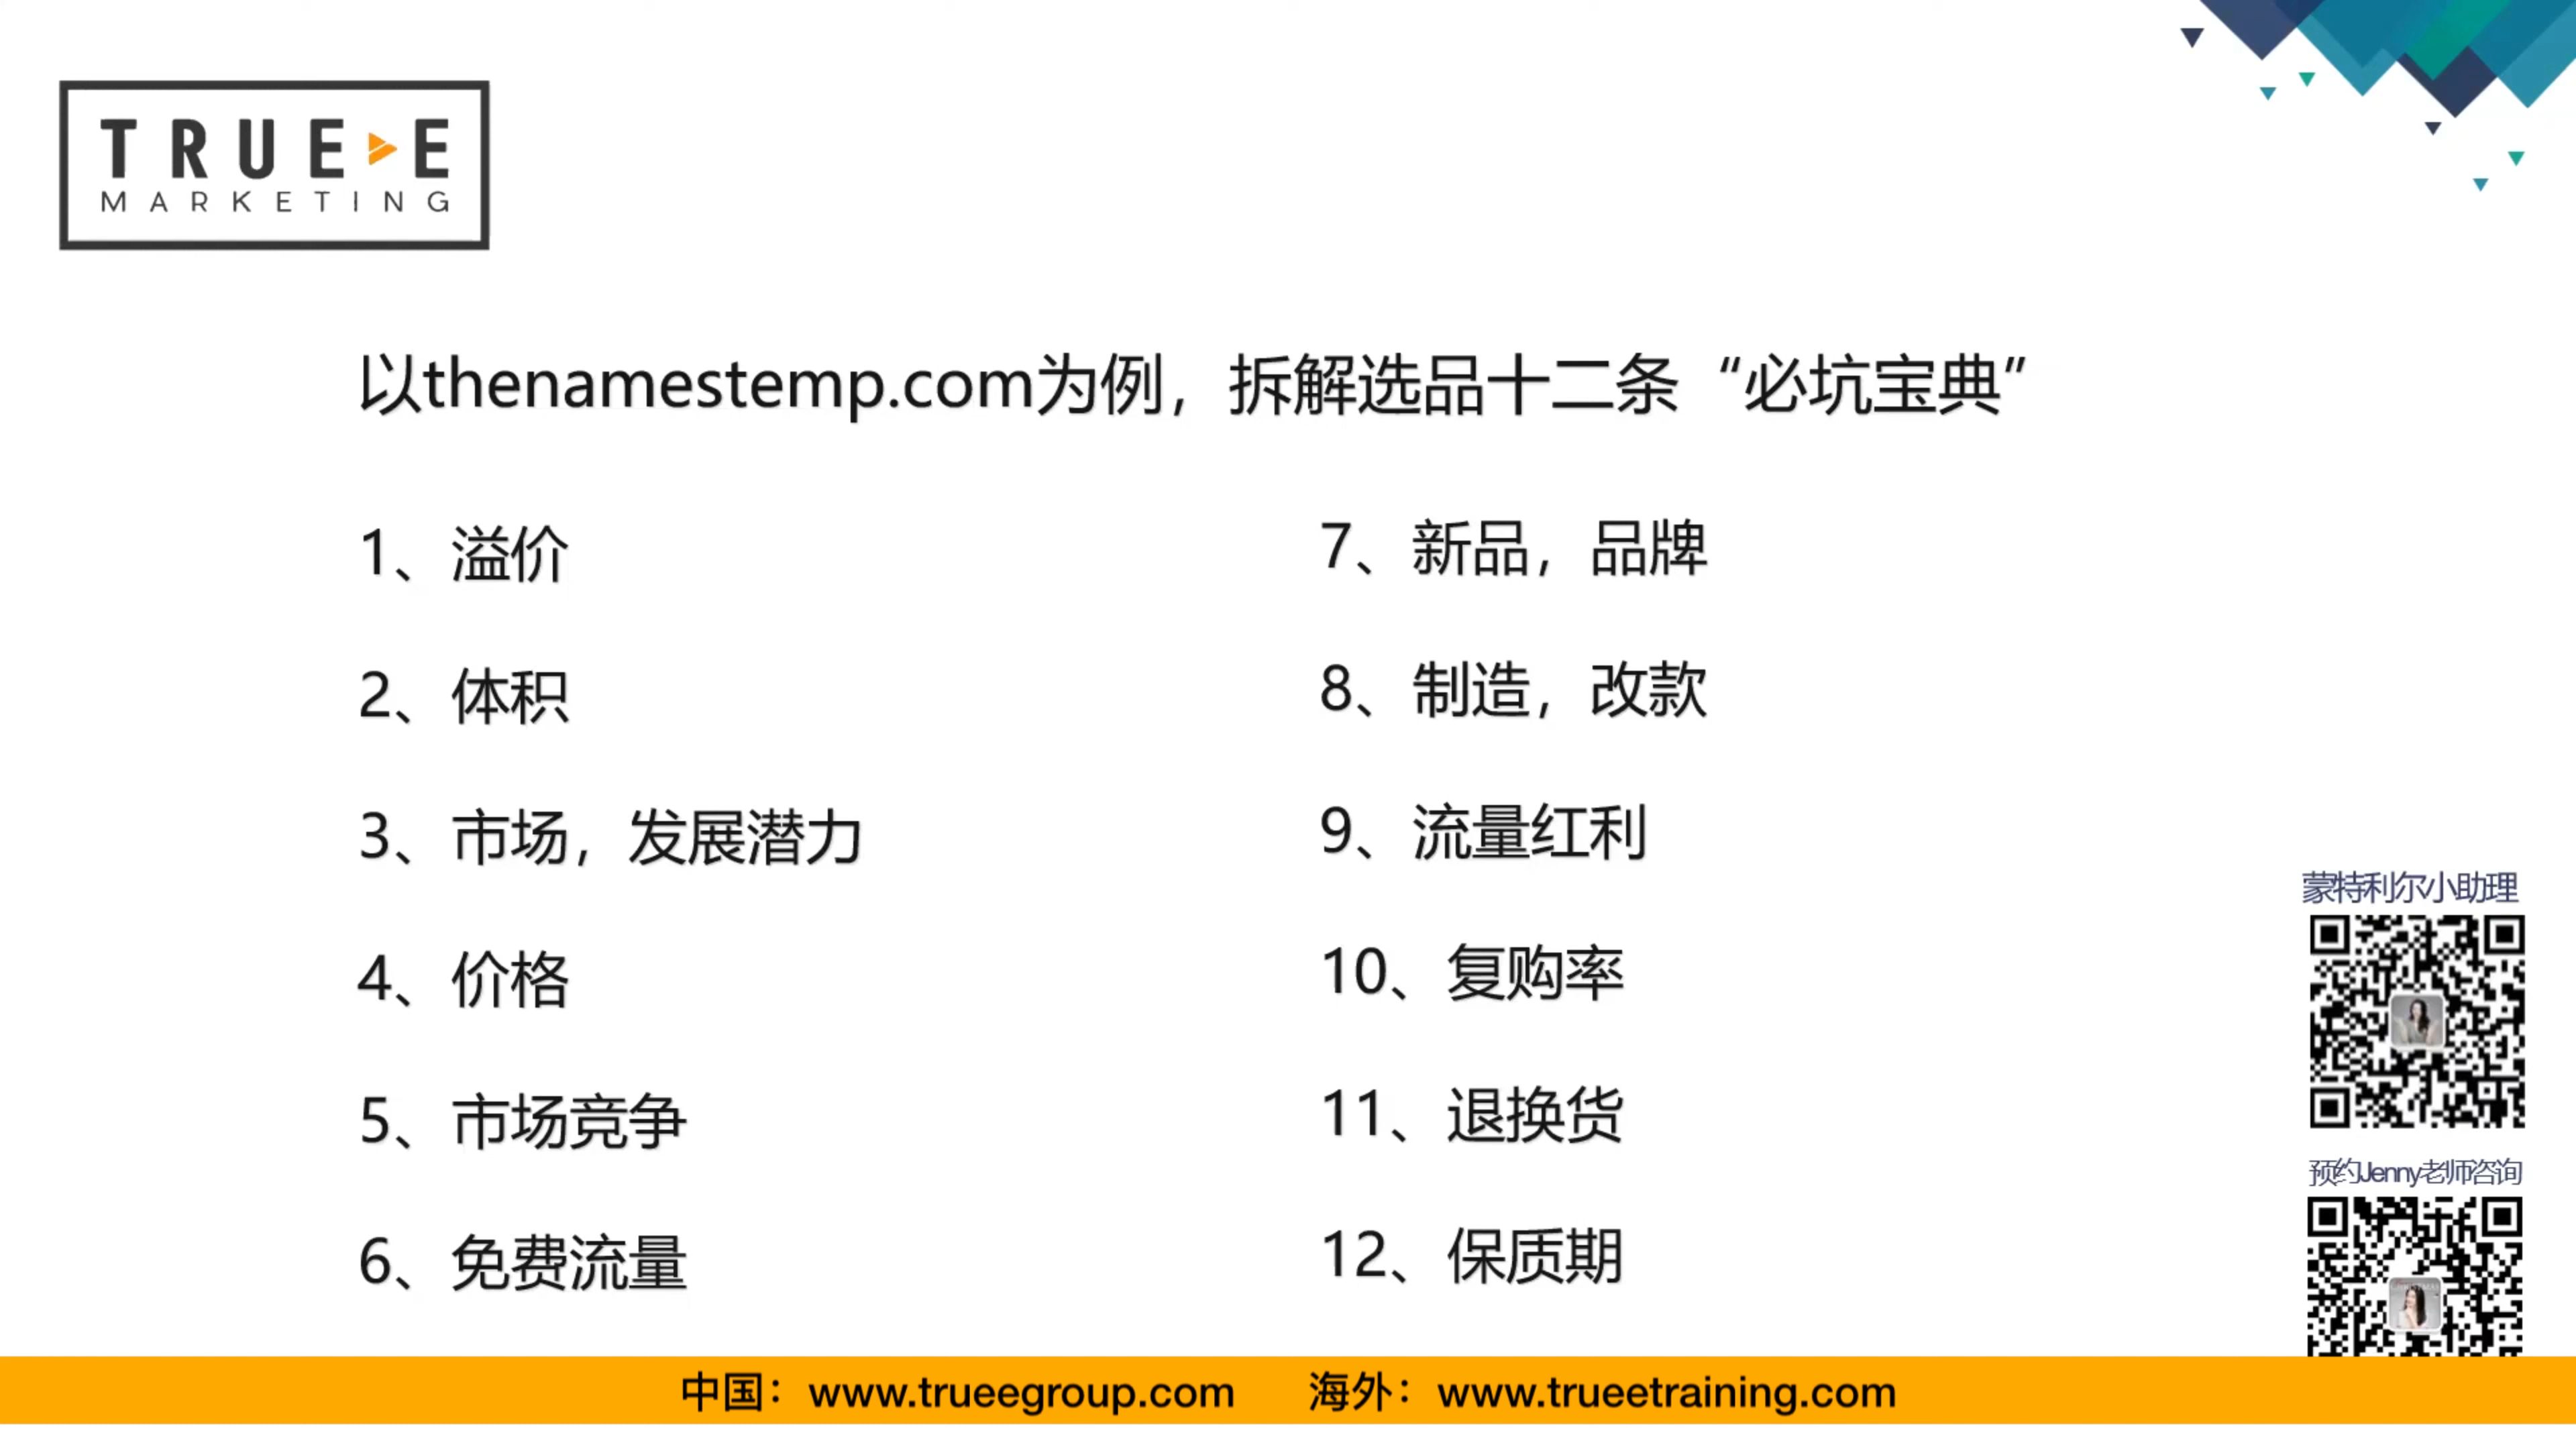 TRUE E
MARKETING
以thenamestemp.com为例，拆解选品十二条“必坑宝典”
1、溢价
2、体积
3、市场，发展潜力
4、价格
5、市场竞争
6、免费流量
7、新品，品牌
8、制造，改款
9、流量红利
10、复购率
11、退换货
12、保质期
蒙特利尔小助理
预约Jenny老师咨询
中国：www.trueegroup.com 海外：www.trueetraining.com